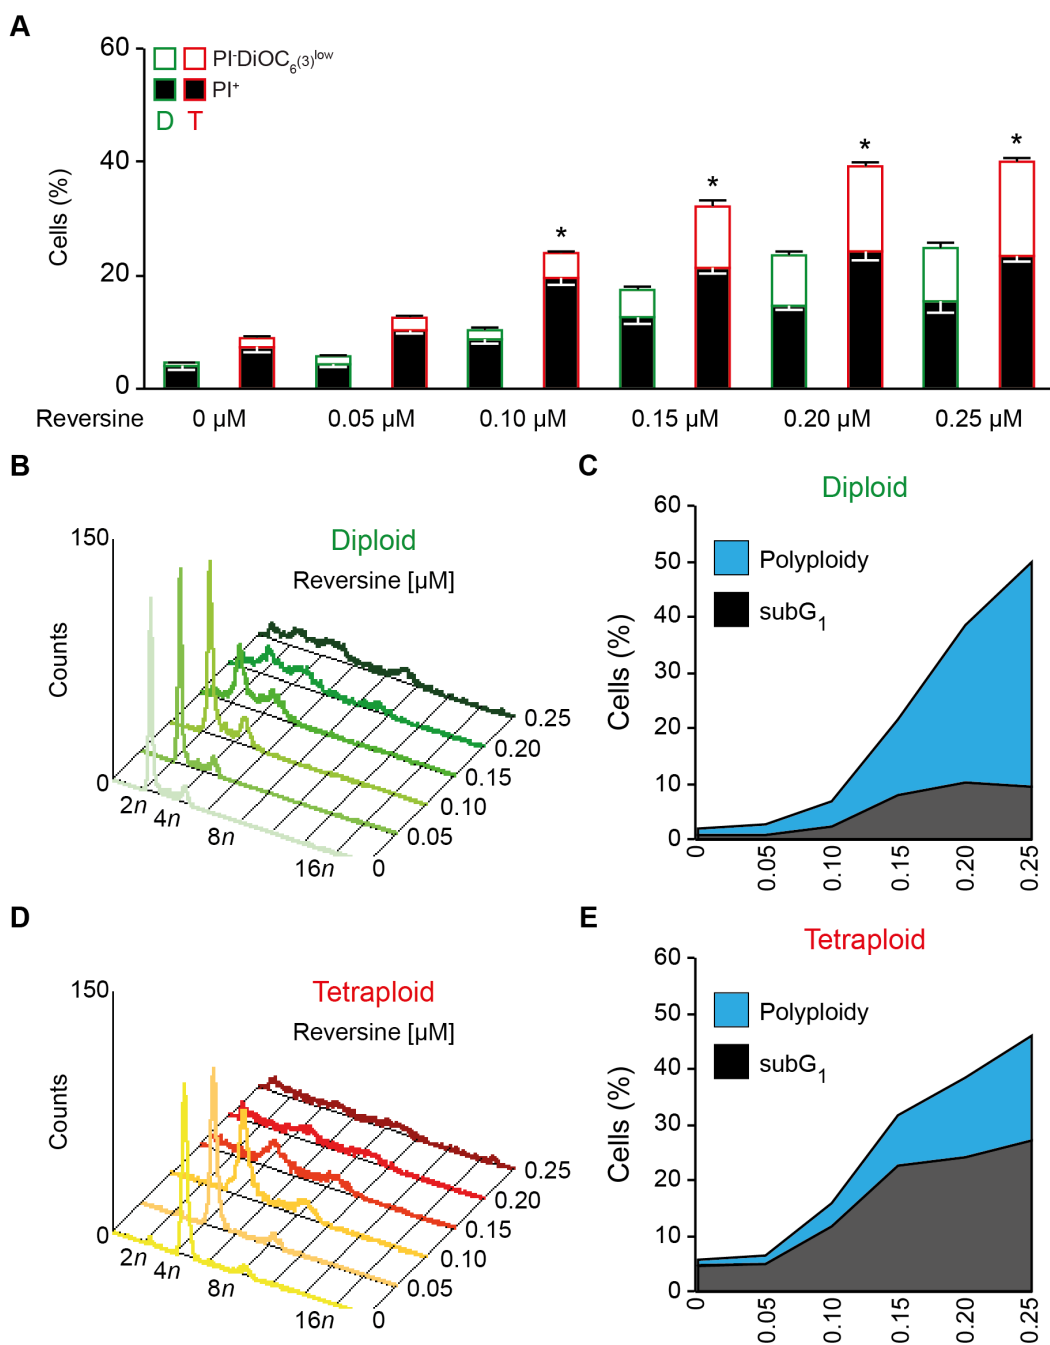 A
60
40
20
0
Cells (%)
PI-DiOC6(3)low
PI+
D T
*
*
*
*
Reversine 0 µM 0.05 µM 0.10 µM 0.15 µM 0.20 µM 0.25 µM
B
150
0
Counts
Diploid
Reversine [µM]
2n 4n 8n 16n
0
0.05
0.10
0.15
0.20
0.25
C
Diploid
60
50
40
30
20
10
0
Cells (%)
Polyploidy
subG1
0 0.05 0.10 0.15 0.20 0.25
D
150
0
Counts
Tetraploid
Reversine [µM]
2n 4n 8n 16n
0
0.05
0.10
0.15
0.20
0.25
E
Tetraploid
60
50
40
30
20
10
0
Cells (%)
Polyploidy
subG1
0 0.05 0.10 0.15 0.20 0.25